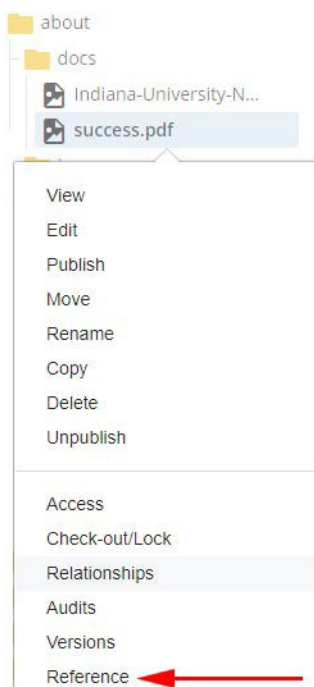 about
docs
Indiana-University-N...
success.pdf
View
Edit
Publish
Move
Rename
Copy
Delete
Unpublish
Access
Check-out/Lock
Relationships
Audits
Versions
Reference